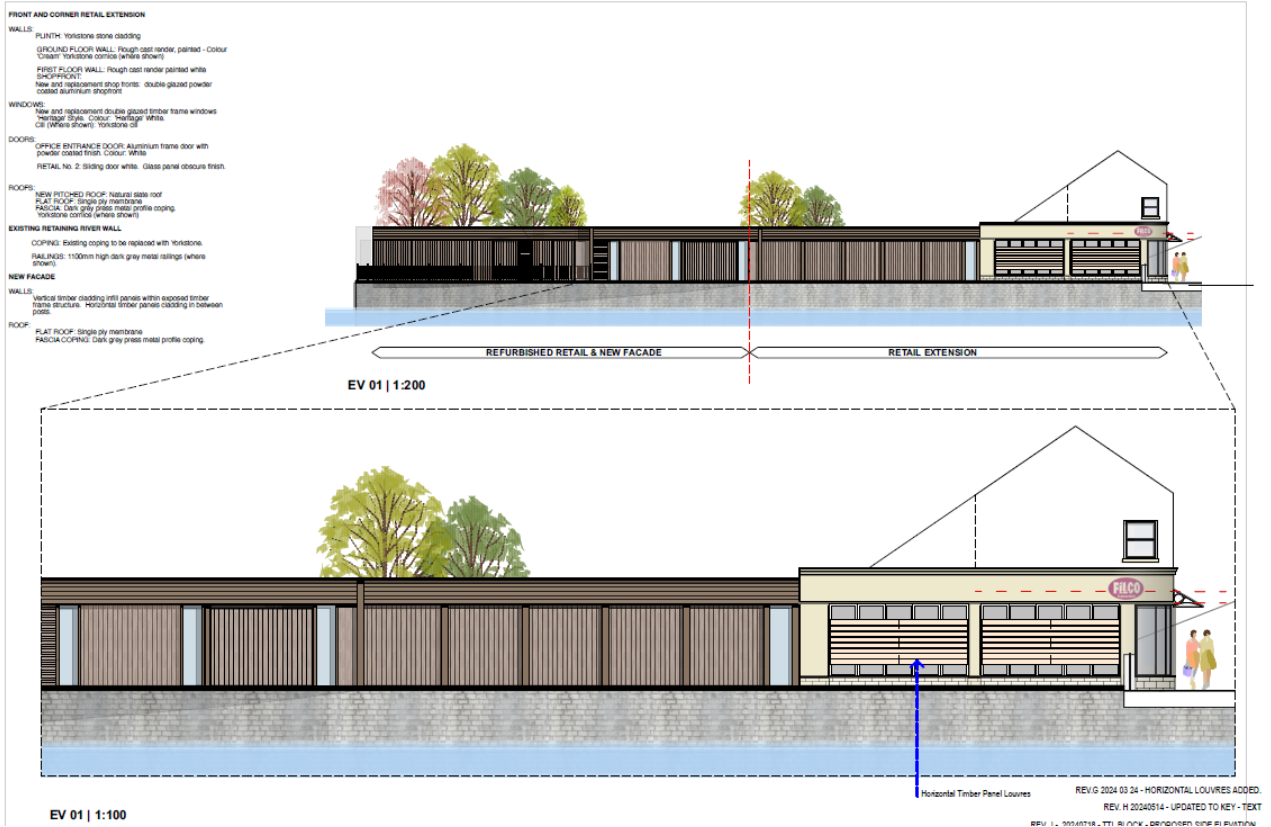 FRONT AND CORNER RETAIL EXTENSION
WALLS:
PLINTH: Yorkstone stone cladding
GROUND FLOOR WALL: Rough cast render, painted - Colour
'Cream' Yorkstone cornice (where shown)
FIRST FLOOR WALL: Rough cast render painted white
SHOPFRONT:
New and replacement shop fronts: double glazed powder
coated aluminium shopfront
WINDOWS:
New and replacement double glazed timber frame windows
'Heritage' Style. Colour: 'Heritage' White.
Cill (Where shown): Yorkstone cill
DOORS:
OFFICE ENTRANCE DOOR: Aluminium frame door with
powder coated finish. Colour: White
RETAIL No. 2: Sliding door white. Glass panel obscure finish.
ROOFS:
NEW PITCHED ROOF: Natural slate roof
FLAT ROOF: Single ply membrane
FASCIA: Dark grey press metal profile coping.
Yorkstone cornice (where shown)
EXISTING RETAINING RIVER WALL
COPING: Existing coping to be replaced with Yorkstone.
RAILINGS: 1100mm high dark grey metal railings (where
shown).
NEW FACADE
WALLS:
Vertical timber cladding infill panels within exposed timber
frame structure. Horizontal timber panels cladding in between
posts.
ROOF:
FLAT ROOF: Single ply membrane
FASCIA COPING: Dark grey press metal profile coping.
FILCO
REFURBISHED RETAIL & NEW FACADE
RETAIL EXTENSION
EV 01 | 1:200
FILCO
Horizontal Timber Panel Louvres
EV 01 | 1:100
REV.G 2024 03 24 - HORIZONTAL LOUVRES ADDED.
REV. H 20240514 - UPDATED TO KEY - TEXT
20240718 - TTL BLOCK - PROPOSED SIDE ELEVATION